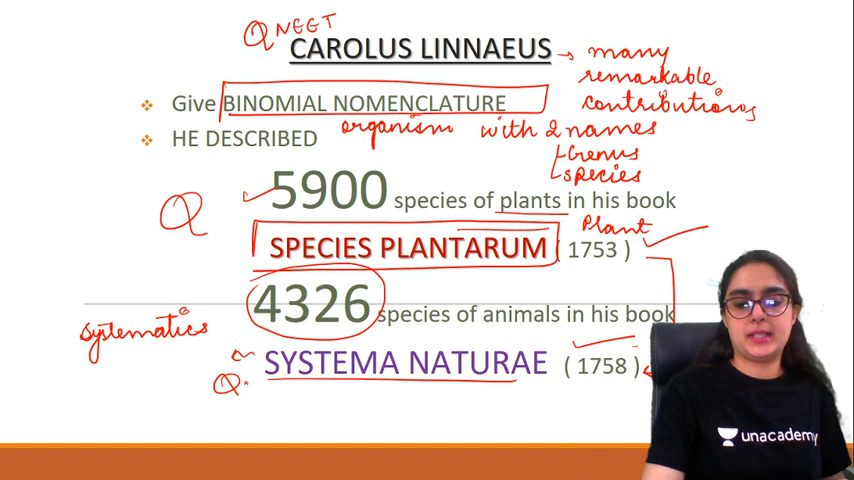 Q NEET
CAROLUS LINNAEUS → many
remarkable
contributions
❖ Give BINOMIAL NOMENCLATURE
organism with 2 names
❖ HE DESCRIBED
Genus
species
Q
5900 species of plants in his book
Plant
SPECIES PLANTARUM ( 1753 )
4326 species of animals in his book
Systematics
SYSTEMA NATURAE ( 1758 )
Q.
unacademy